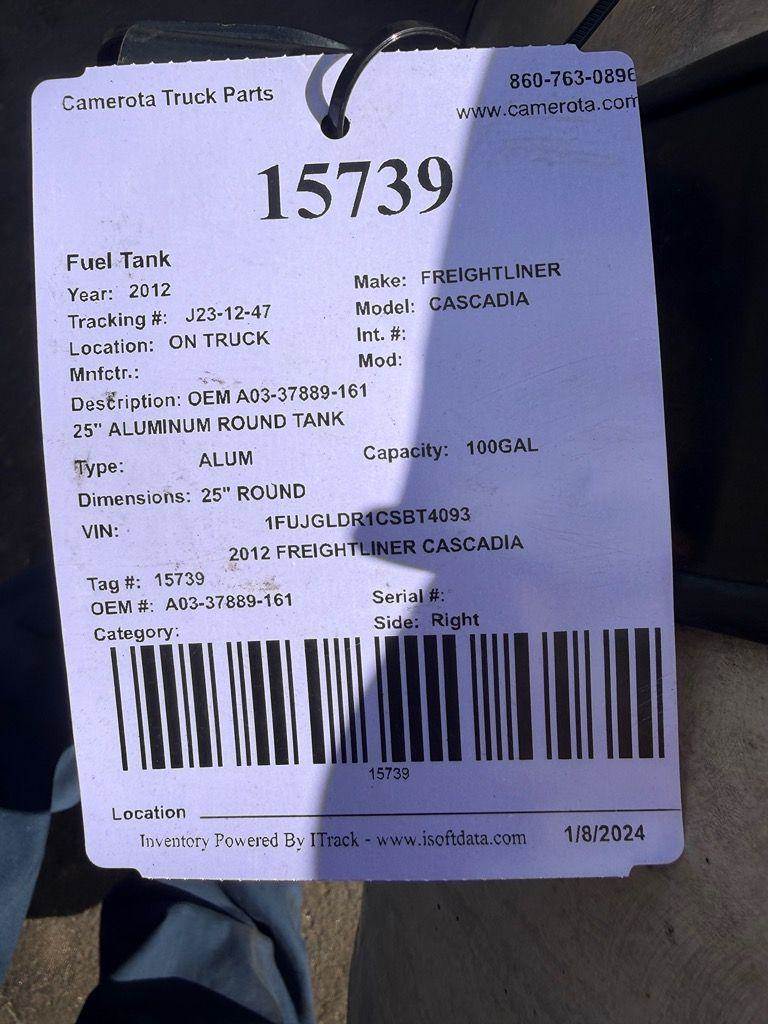 Camerota Truck Parts
860-763-0896
www.camerota.com
15739
Fuel Tank
Year: 2012
Make: FREIGHTLINER
Tracking #: J23-12-47
Model: CASCADIA
Location: ON TRUCK
Int. #:
Mnfctr.:
Mod:
Description: OEM A03-37889-161
25" ALUMINUM ROUND TANK
Type: ALUM
Capacity: 100GAL
Dimensions: 25" ROUND
VIN: 1FUJGLDR1CSBT4093
2012 FREIGHTLINER CASCADIA
Tag #: 15739
OEM #: A03-37889-161
Serial #:
Category:
Side: Right
15739
Location
Inventory Powered By ITrack - www.isoftdata.com
1/8/2024